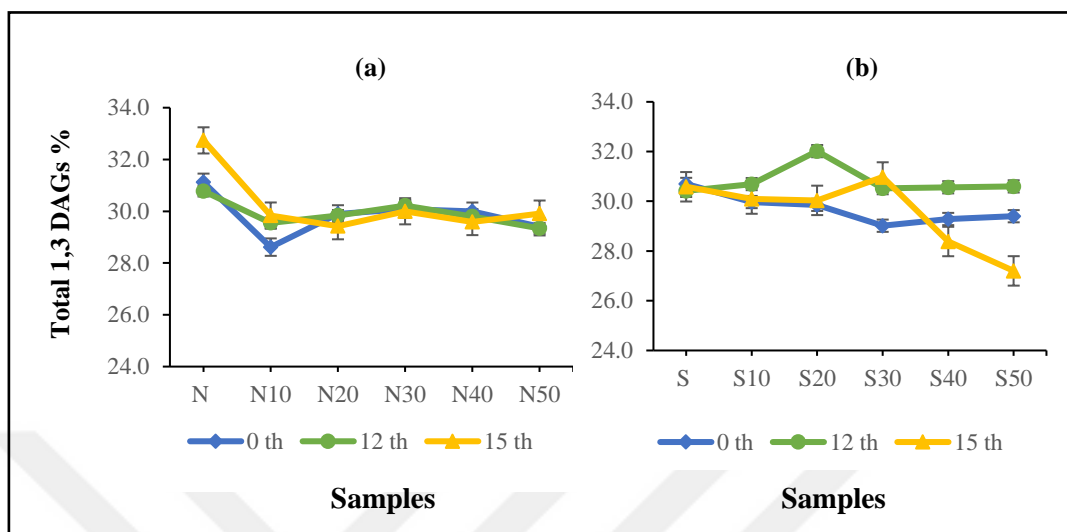 (a)
Total 1,3 DAGs %
34.0
32.0
30.0
28.0
26.0
24.0
N N10 N20 N30 N40 N50
0 th 12 th 15 th
Samples
(b)
34.0
32.0
30.0
28.0
26.0
24.0
S S10 S20 S30 S40 S50
0 th 12 th 15 th
Samples